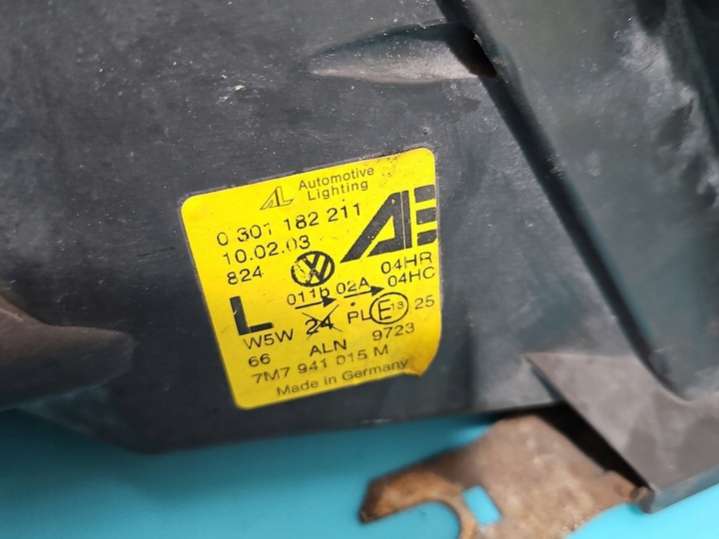 AL Automotive
Lighting
0 301 182 211
10.02.03
824
04HR
L 011b 02A 04HC
W5W 24 PL E13 25
66 ALN 9723
7M7 941 015 M
Made in Germany